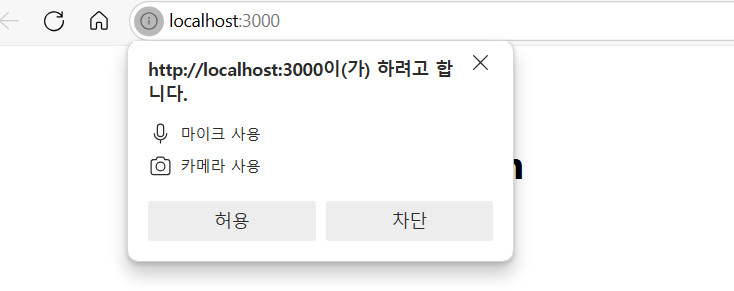 localhost:3000
http://localhost:3000이(가) 하려고 합
니다.
마이크 사용
카메라 사용
허용
차단